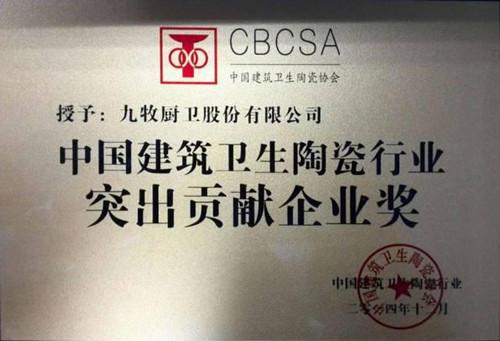 CBCSA
中国建筑卫生陶瓷协会
授予：九牧厨卫股份有限公司
中国建筑卫生陶瓷行业
突出贡献企业奖
中国建筑卫生陶瓷行业